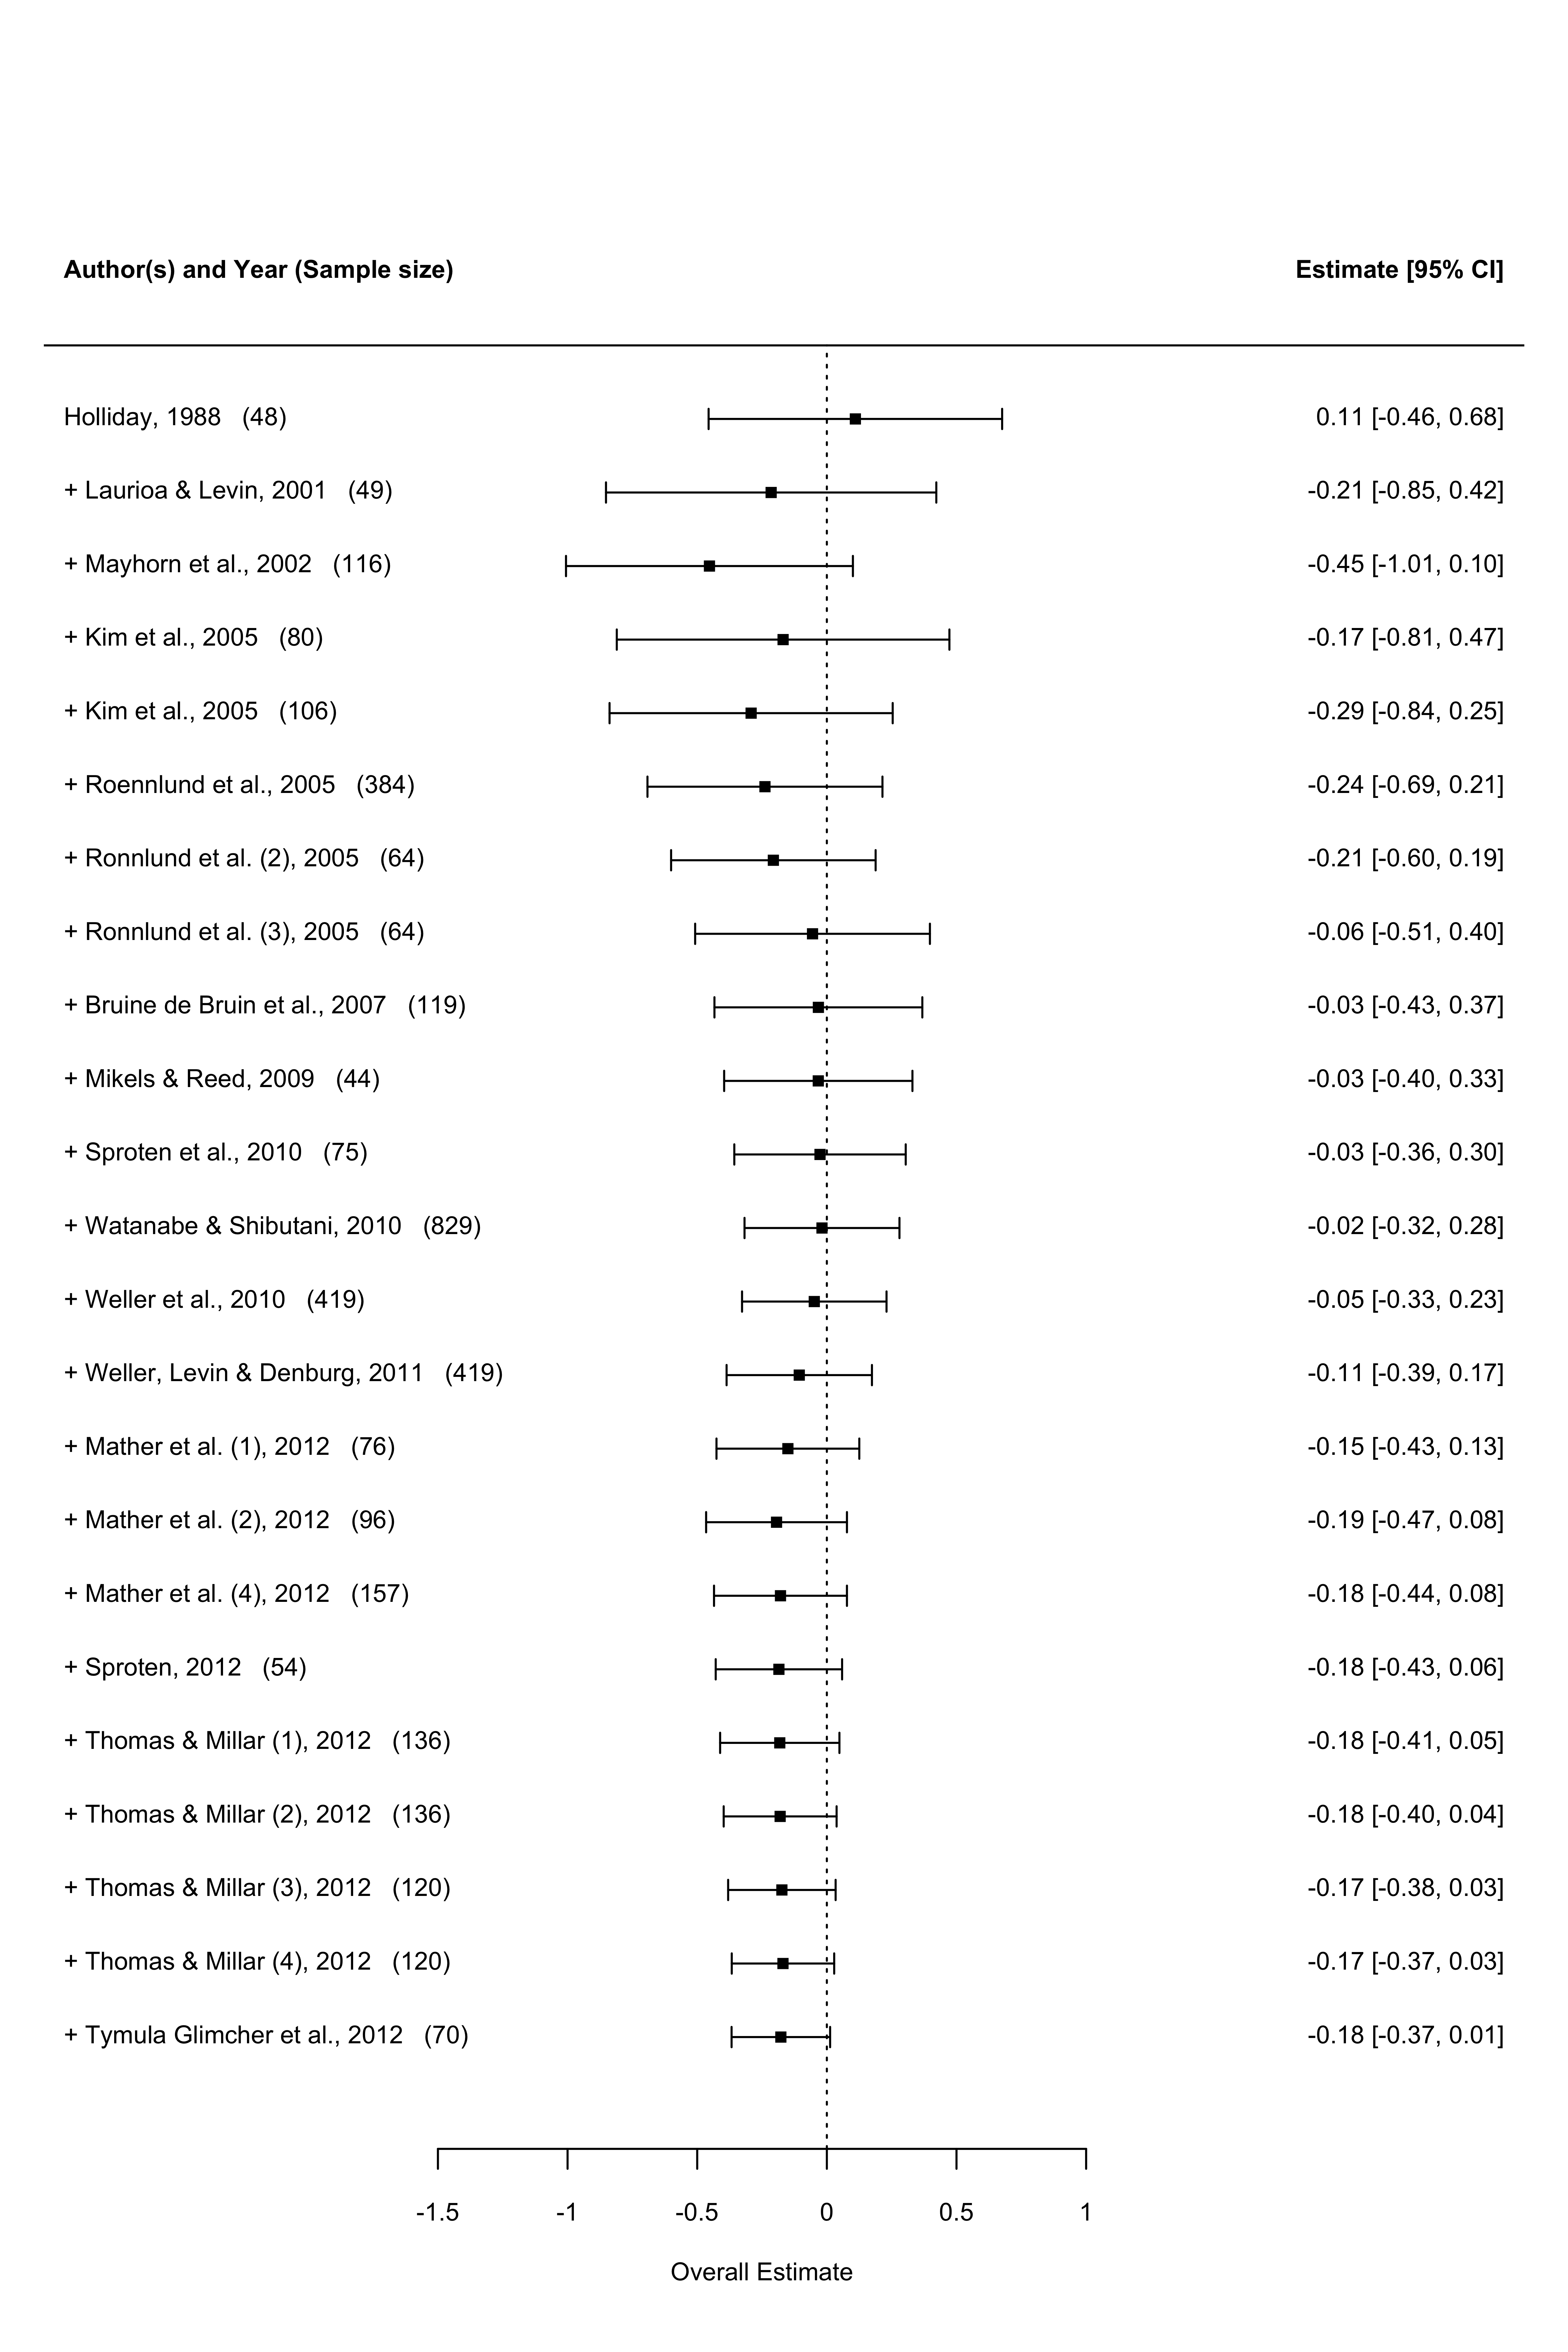 Author(s) and Year (Sample size) Estimate [95% CI]
Holliday, 1988 (48) 0.11 [-0.46, 0.68]
+ Laurioa & Levin, 2001 (49) -0.21 [-0.85, 0.42]
+ Mayhorn et al., 2002 (116) -0.45 [-1.01, 0.10]
+ Kim et al., 2005 (80) -0.17 [-0.81, 0.47]
+ Kim et al., 2005 (106) -0.29 [-0.84, 0.25]
+ Roennlund et al., 2005 (384) -0.24 [-0.69, 0.21]
+ Ronnlund et al. (2), 2005 (64) -0.21 [-0.60, 0.19]
+ Ronnlund et al. (3), 2005 (64) -0.06 [-0.51, 0.40]
+ Bruine de Bruin et al., 2007 (119) -0.03 [-0.43, 0.37]
+ Mikels & Reed, 2009 (44) -0.03 [-0.40, 0.33]
+ Sproten et al., 2010 (75) -0.03 [-0.36, 0.30]
+ Watanabe & Shibutani, 2010 (829) -0.02 [-0.32, 0.28]
+ Weller et al., 2010 (419) -0.05 [-0.33, 0.23]
+ Weller, Levin & Denburg, 2011 (419) -0.11 [-0.39, 0.17]
+ Mather et al. (1), 2012 (76) -0.15 [-0.43, 0.13]
+ Mather et al. (2), 2012 (96) -0.19 [-0.47, 0.08]
+ Mather et al. (4), 2012 (157) -0.18 [-0.44, 0.08]
+ Sproten, 2012 (54) -0.18 [-0.43, 0.06]
+ Thomas & Millar (1), 2012 (136) -0.18 [-0.41, 0.05]
+ Thomas & Millar (2), 2012 (136) -0.18 [-0.40, 0.04]
+ Thomas & Millar (3), 2012 (120) -0.17 [-0.38, 0.03]
+ Thomas & Millar (4), 2012 (120) -0.17 [-0.37, 0.03]
+ Tymula Glimcher et al., 2012 (70) -0.18 [-0.37, 0.01]
-1.5 -1 -0.5 0 0.5 1
Overall Estimate